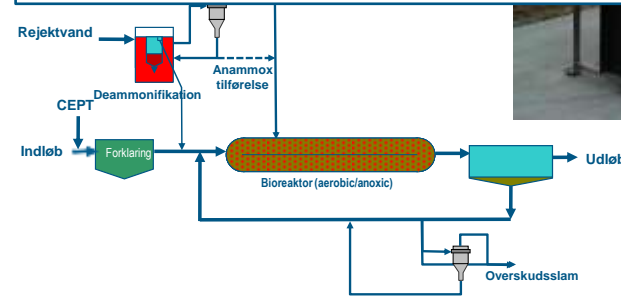 Rejektvand
Anammox
tilførelse
Deammonifikation
CEPT
Indløb
Forklaring
Udløb
Bioreaktor (aerobic/anoxic)
Overskudsslam